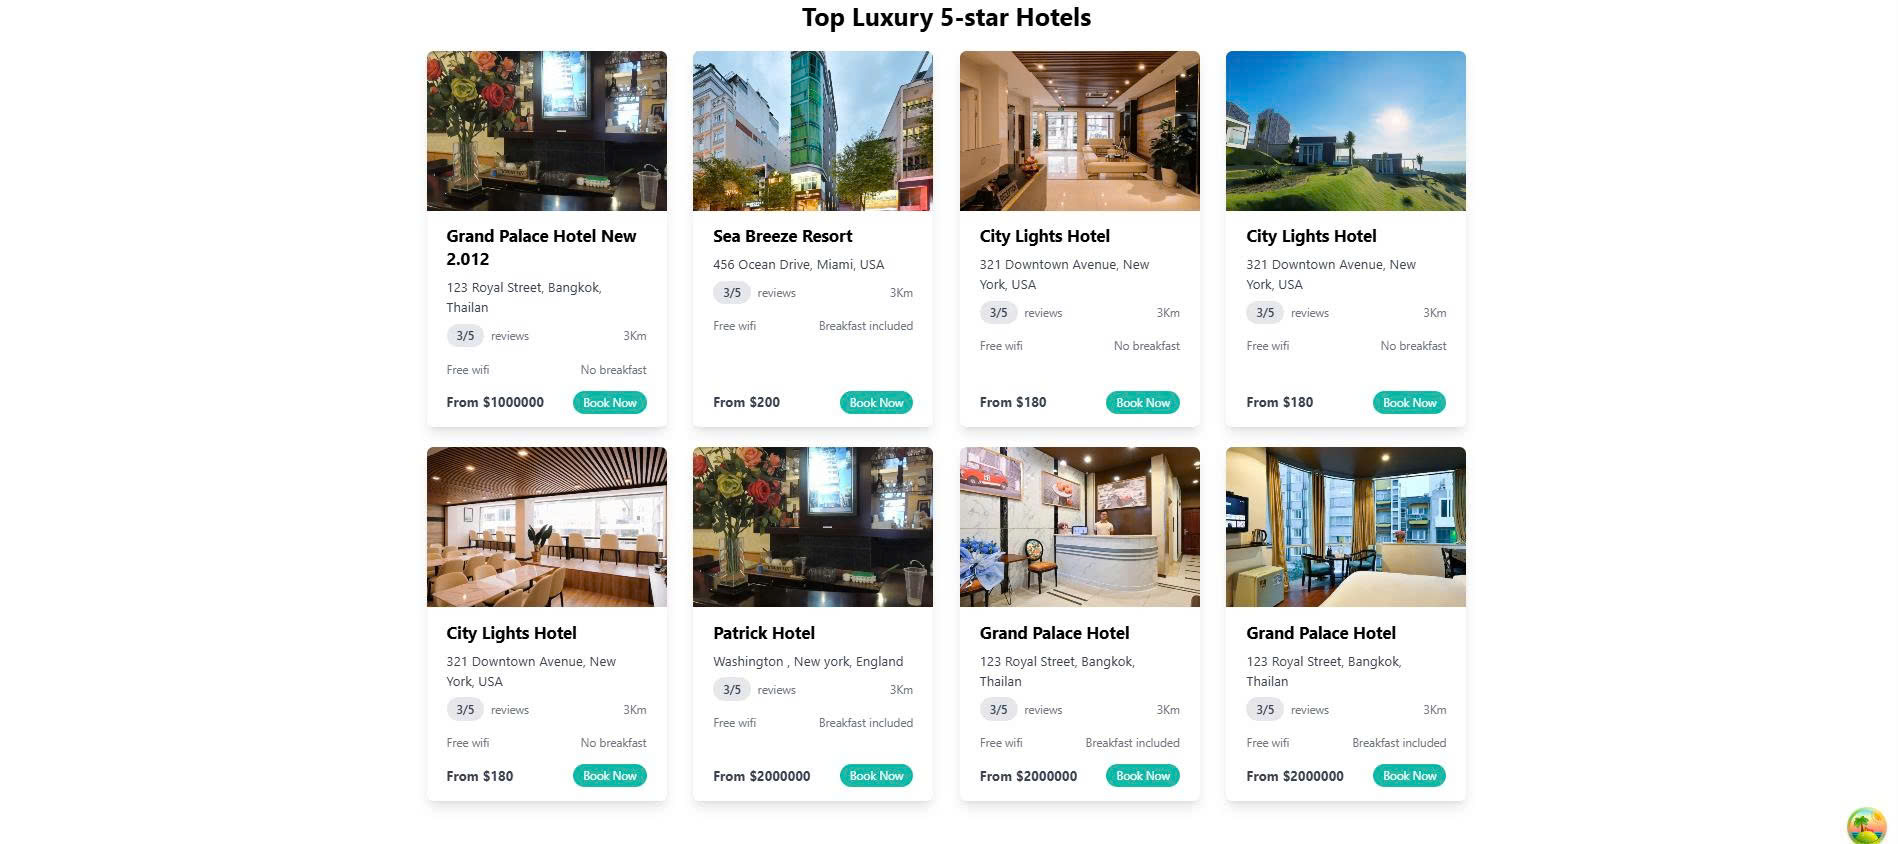 Top Luxury 5-star Hotels
Grand Palace Hotel New
2.012
123 Royal Street, Bangkok,
Thailan
3/5 reviews 3Km
Free wifi No breakfast
From $1000000 Book Now
Sea Breeze Resort
456 Ocean Drive, Miami, USA
3/5 reviews 3Km
Free wifi Breakfast included
From $200 Book Now
City Lights Hotel
321 Downtown Avenue, New
York, USA
3/5 reviews 3Km
Free wifi No breakfast
From $180 Book Now
City Lights Hotel
321 Downtown Avenue, New
York, USA
3/5 reviews 3Km
Free wifi No breakfast
From $180 Book Now
City Lights Hotel
321 Downtown Avenue, New
York, USA
3/5 reviews 3Km
Free wifi No breakfast
From $180 Book Now
Patrick Hotel
Washington , New york, England
3/5 reviews 3Km
Free wifi Breakfast included
From $2000000 Book Now
Grand Palace Hotel
123 Royal Street, Bangkok,
Thailan
3/5 reviews 3Km
Free wifi Breakfast included
From $2000000 Book Now
Grand Palace Hotel
123 Royal Street, Bangkok,
Thailan
3/5 reviews 3Km
Free wifi Breakfast included
From $2000000 Book Now